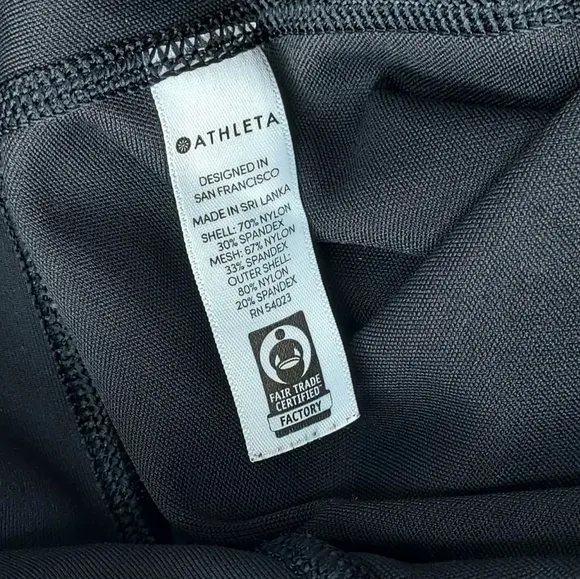 ATHLETA
DESIGNED IN
SAN FRANCISCO
MADE IN SRI LANKA
SHELL: 70% NYLON
30% SPANDEX
MESH: 67% NYLON
33% SPANDEX
OUTER SHELL:
80% NYLON
20% SPANDEX
RN 54023
FAIR TRADE
CERTIFIED™
FACTORY